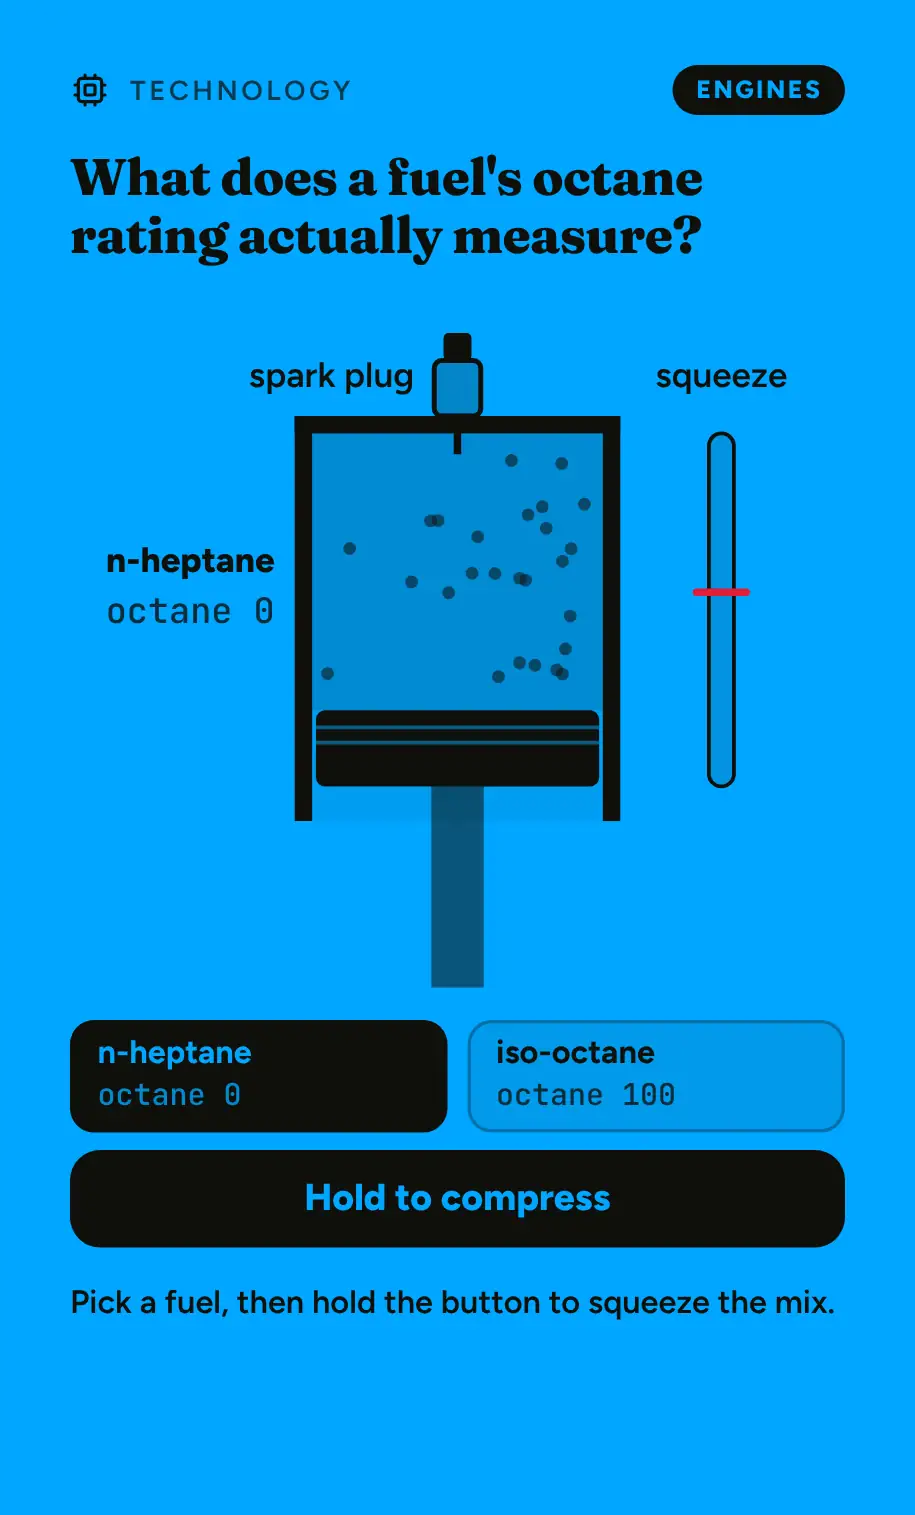 TECHNOLOGY
ENGINES
What does a fuel's octane
rating actually measure?
spark plug
squeeze
n-heptane
octane 0
n-heptane
octane 0
iso-octane
octane 100
Hold to compress
Pick a fuel, then hold the button to squeeze the mix.